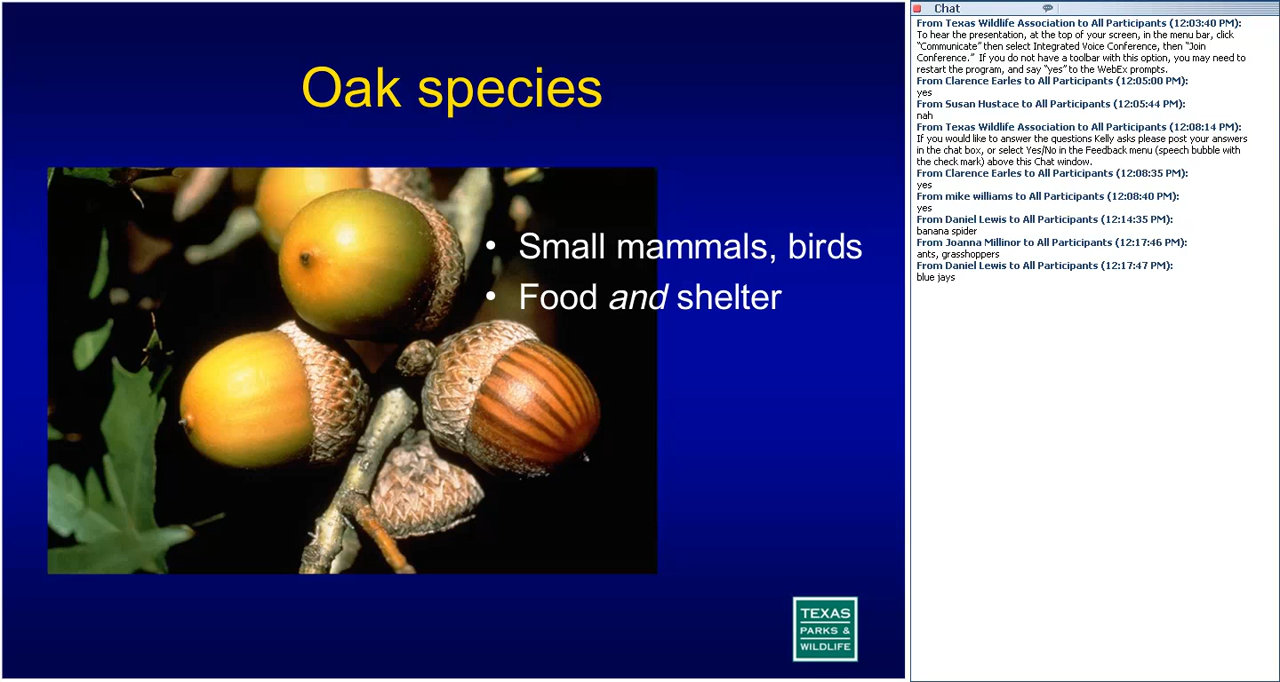 Oak species
• Small mammals, birds
• Food and shelter
TEXAS
PARKS &
WILDLIFE
Chat
From Texas Wildlife Association to All Participants (12:03:40 PM):
To hear the presentation, at the top of your screen, in the menu bar, click
“Communicate” then select Integrated Voice Conference, then “Join
Conference.”  If you do not have a toolbar with this option, you may need to
restart the program, and say “yes” to the WebEx prompts.
From Clarence Earles to All Participants (12:05:00 PM):
yes
From Susan Hustace to All Participants (12:05:44 PM):
nah
From Texas Wildlife Association to All Participants (12:08:14 PM):
If you would like to answer the questions Kelly asks please post your answers
in the chat box, or select Yes/No in the Feedback menu (speech bubble with
the check mark) above this Chat window.
From Clarence Earles to All Participants (12:08:35 PM):
yes
From mike williams to All Participants (12:08:40 PM):
yes
From Daniel Lewis to All Participants (12:14:35 PM):
banana spider
From Joanna Millinor to All Participants (12:17:46 PM):
ants, grasshoppers
From Daniel Lewis to All Participants (12:17:47 PM):
blue jays